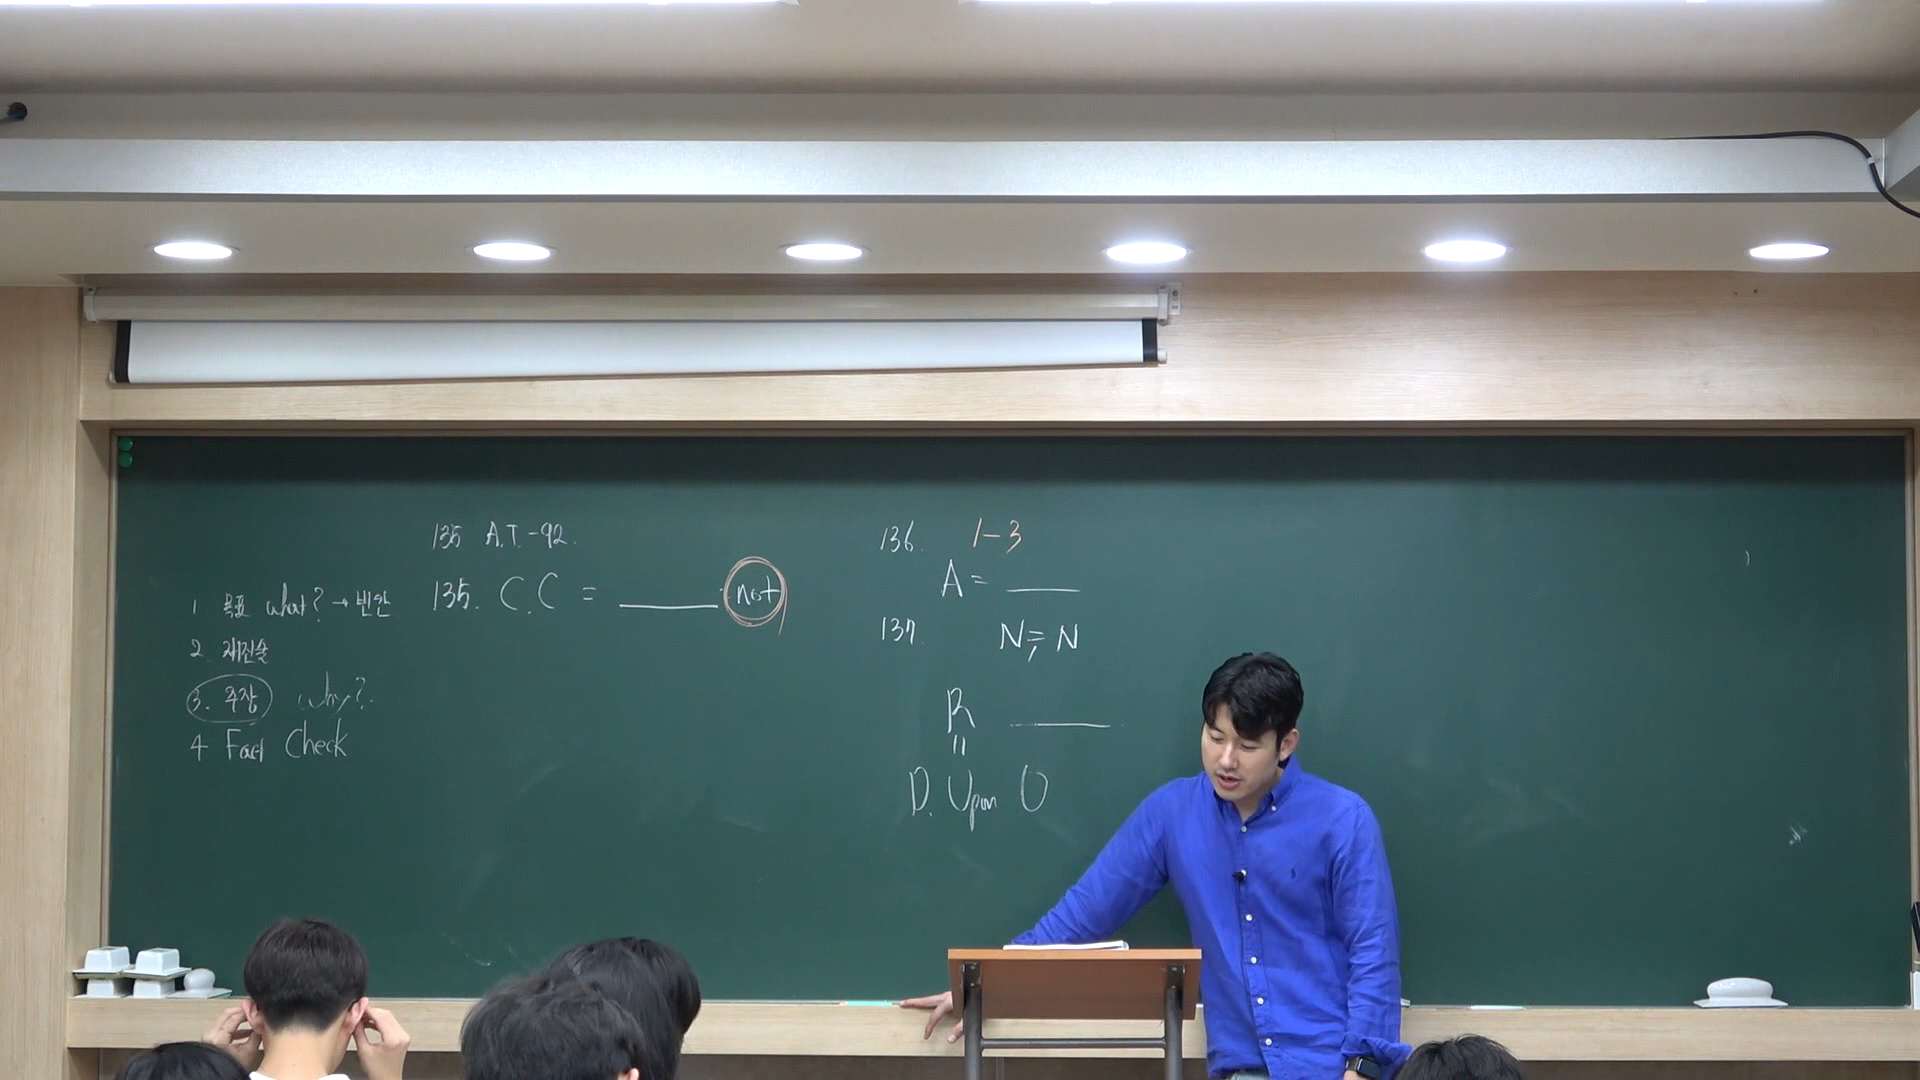 1 목표 what? → 빈칸
2. 재진술
3. 주장 why?
4 Fact Check
135 A.T.-92.
135. C.C = ____ not
136. 1-3
A = ____
137. N = N
R ____
=
D. Upon O